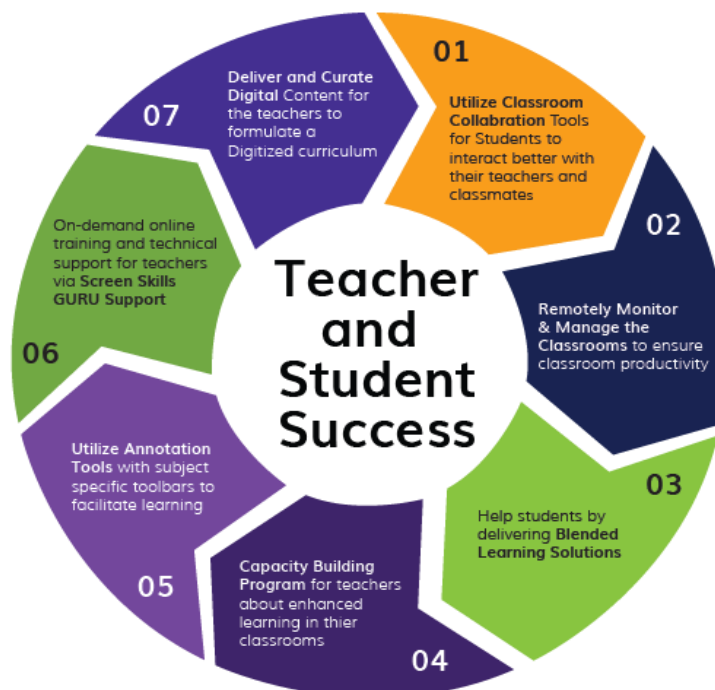 Teacher
and
Student
Success
01
Utilize Classroom
Collabration Tools
for Students to
interact better with
their teachers and
classmates
02
Remotely Monitor
& Manage the
Classrooms to ensure
classroom productivity
03
Help students by
delivering Blended
Learning Solutions
Capacity Building
Program for teachers
about enhanced
learning in thier
classrooms
04
Utilize Annotation
Tools with subject
specific toolbars to
facilitate learning
05
On-demand online
training and technical
support for teachers
via Screen Skills
GURU Support
06
Deliver and Curate
Digital Content for
the teachers to
formulate a
Digitized curriculum
07